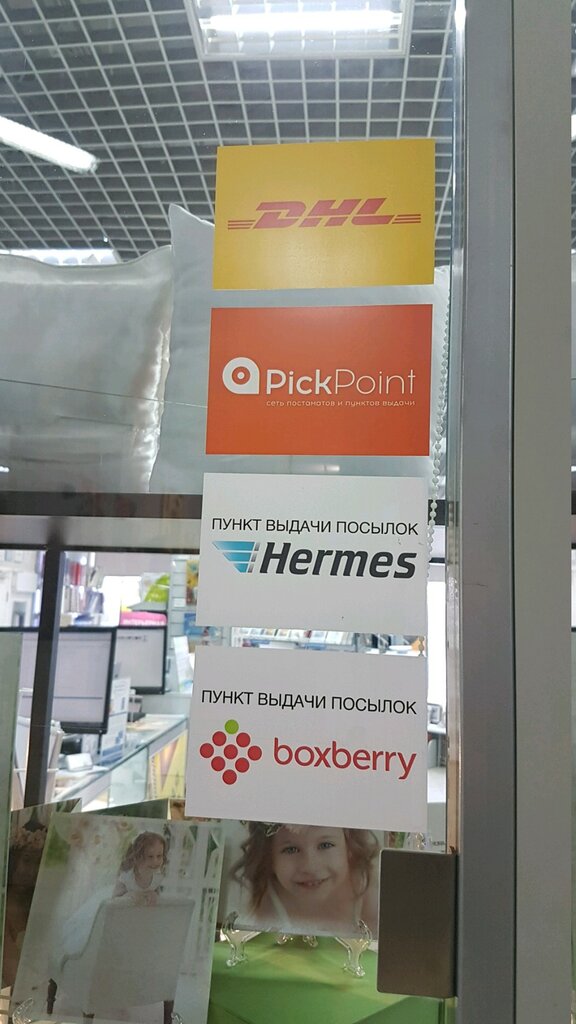 DHL
PickPoint
сеть постаматов и пунктов выдачи
ПУНКТ ВЫДАЧИ ПОСЫЛОК
Hermes
ПУНКТ ВЫДАЧИ ПОСЫЛОК
boxberry